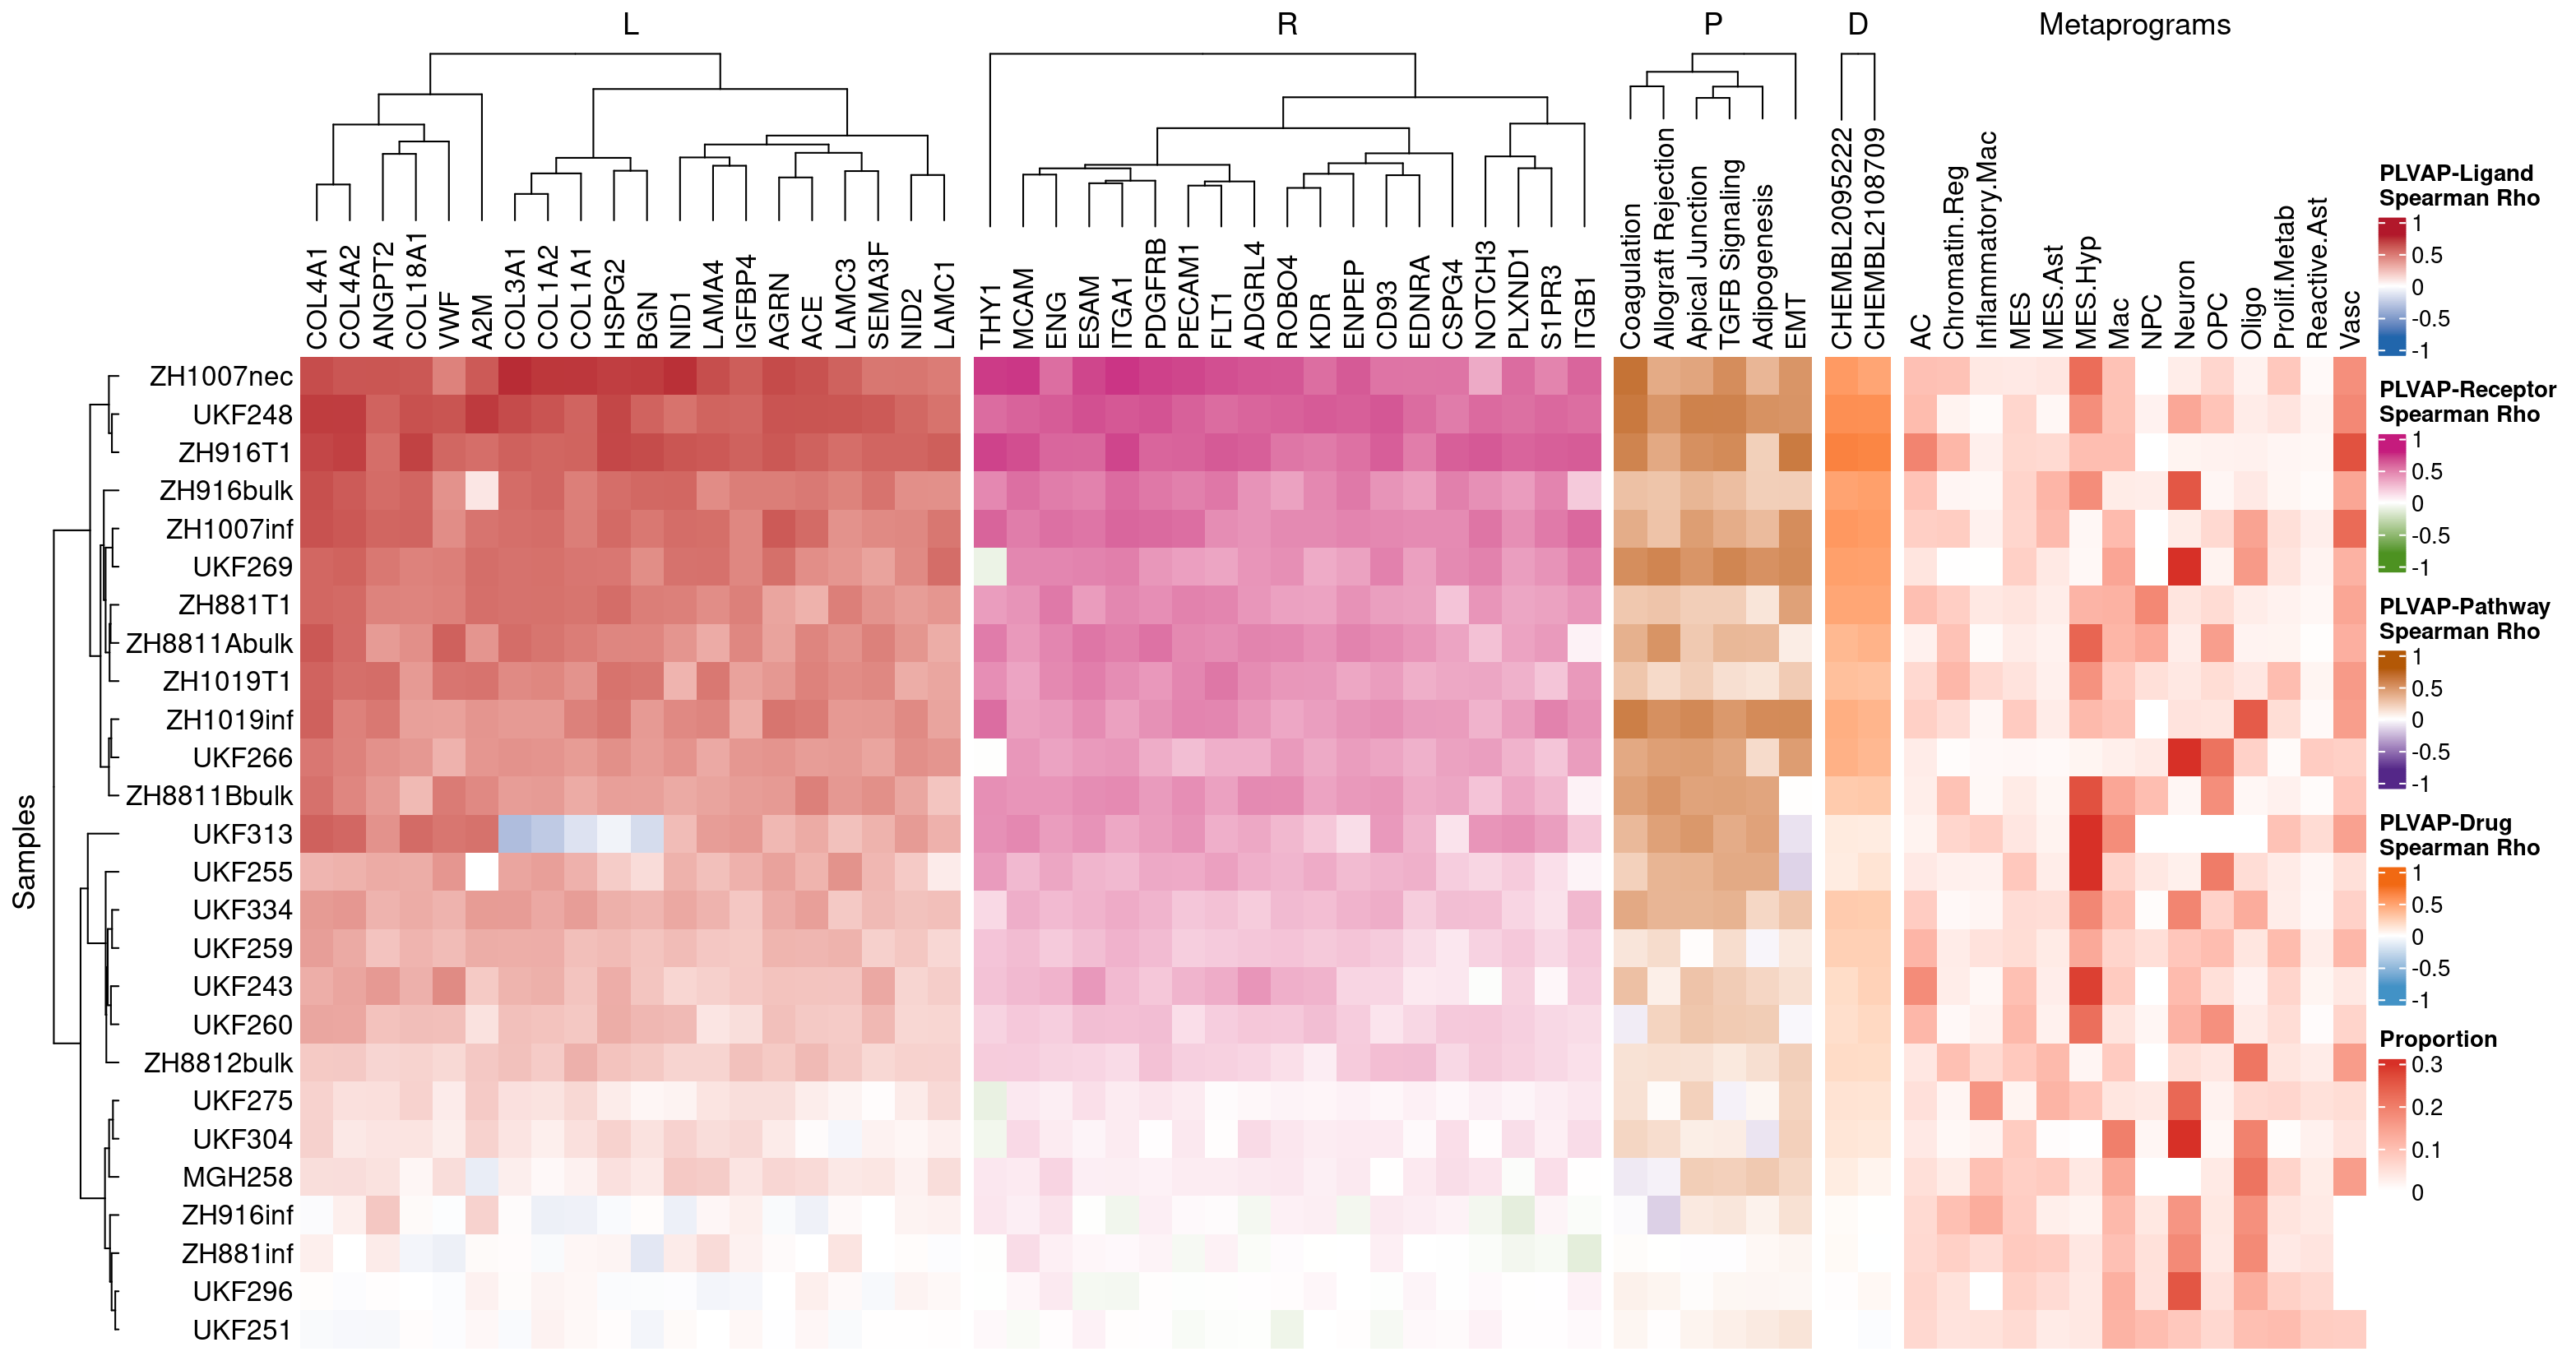 L R P D Metaprograms
COL4A1
COL4A2
ANGPT2
COL18A1
VWF
A2M
COL3A1
COL1A2
COL1A1
HSPG2
BGN
NID1
LAMA4
IGFBP4
AGRN
ACE
LAMC3
SEMA3F
NID2
LAMC1
THY1
MCAM
ENG
ESAM
ITGA1
PDGFRB
PECAM1
FLT1
ADGRL4
ROBO4
KDR
ENPEP
CD93
EDNRA
CSPG4
NOTCH3
PLXND1
S1PR3
ITGB1
Coagulation
Allograft Rejection
Apical Junction
TGFB Signaling
Adipogenesis
EMT
CHEMBL2095222
CHEMBL2108709
AC
Chromatin.Reg
Inflammatory.Mac
MES
MES.Ast
MES.Hyp
Mac
NPC
Neuron
OPC
Oligo
Prolif.Metab
Reactive.Ast
Vasc
Samples
ZH1007nec
UKF248
ZH916T1
ZH916bulk
ZH1007inf
UKF269
ZH881T1
ZH8811Abulk
ZH1019T1
ZH1019inf
UKF266
ZH8811Bbulk
UKF313
UKF255
UKF334
UKF259
UKF243
UKF260
ZH8812bulk
UKF275
UKF304
MGH258
ZH916inf
ZH881inf
UKF296
UKF251
PLVAP-Ligand
Spearman Rho
1
0.5
0
-0.5
-1
PLVAP-Receptor
Spearman Rho
1
0.5
0
-0.5
-1
PLVAP-Pathway
Spearman Rho
1
0.5
0
-0.5
-1
PLVAP-Drug
Spearman Rho
1
0.5
0
-0.5
-1
Proportion
0.3
0.2
0.1
0